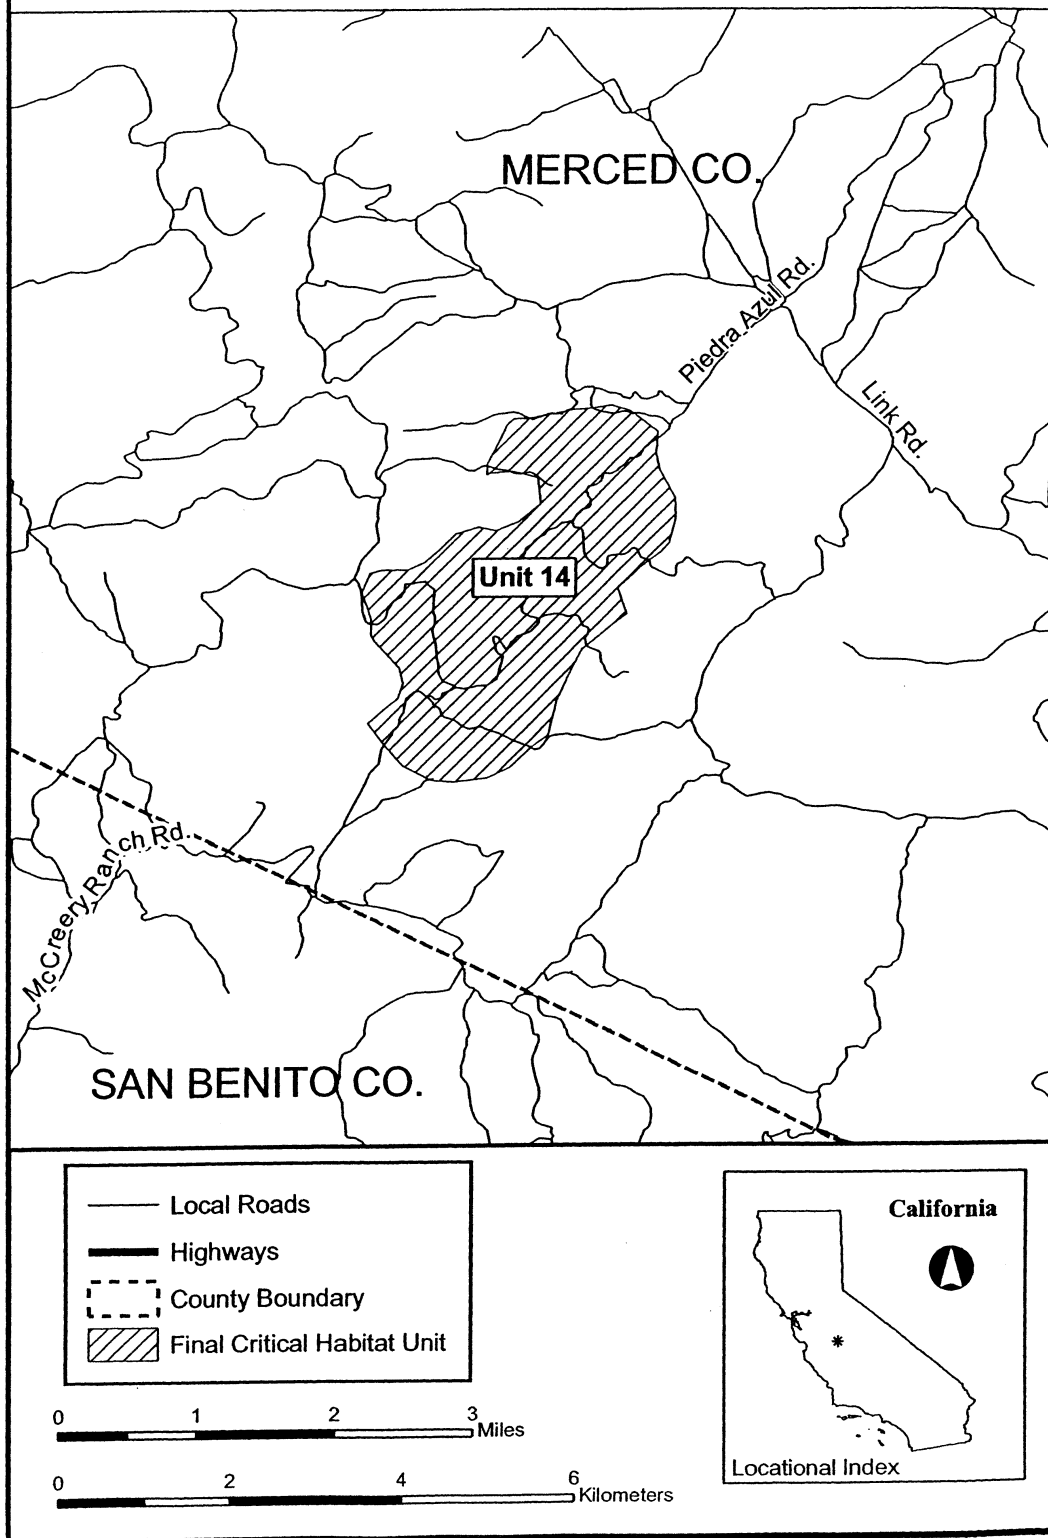 MERCED CO.
Piedra Azul Rd.
Link Rd.
Unit 14
McCreery Ranch Rd.
SAN BENITO CO.
Local Roads
Highways
County Boundary
Final Critical Habitat Unit
California
Locational Index
0 1 2 3 Miles
0 2 4 6 Kilometers